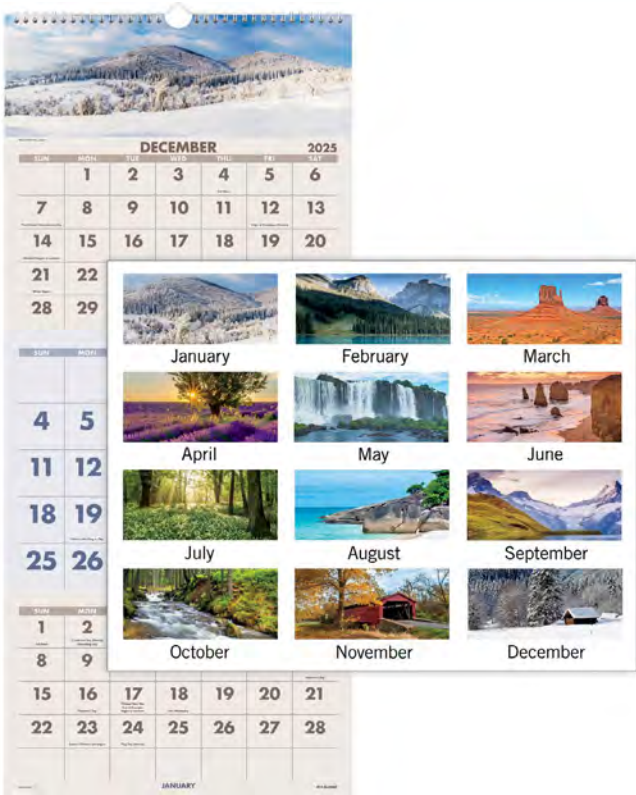 DECEMBER 2025
SUN MON TUE WED THU FRI SAT
1 2 3 4 5 6
7 8 9 10 11 12 13
14 15 16 17 18 19 20
21 22
28 29
SUN MON
4 5
11 12
18 19
25 26
SUN MON
1 2
8 9
15 16 17 18 19 20 21
22 23 24 25 26 27 28
JANUARY
January February March
April May June
July August September
October November December